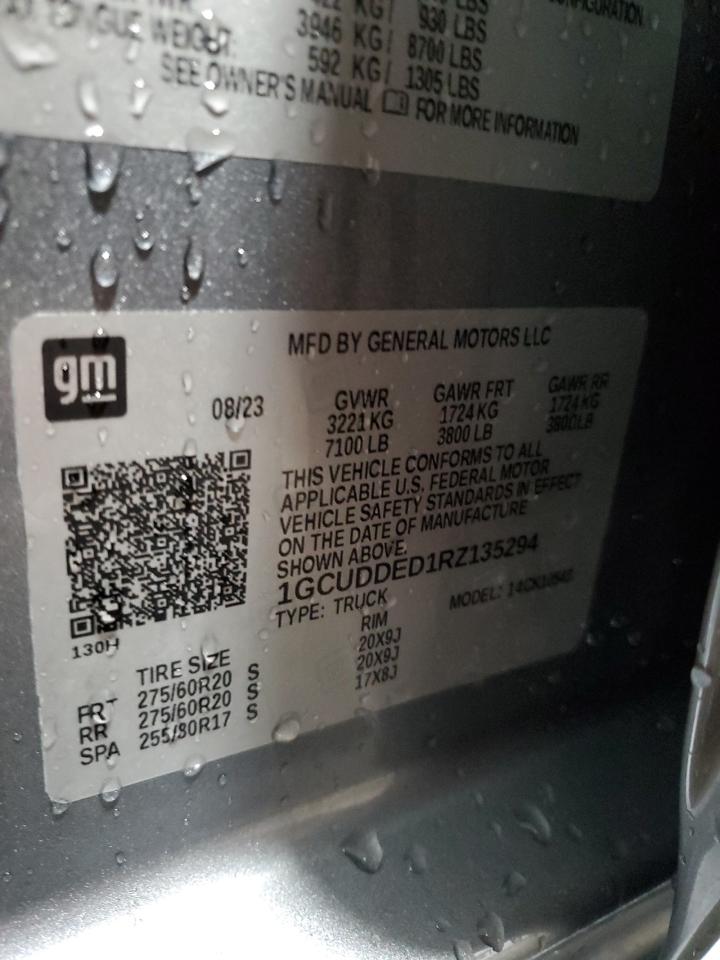 KG/ 930 LBS
CONFIGURATION
TONGUE WEIGHT: 3946 KG/ 8700 LBS
592 KG/ 1305 LBS
SEE OWNER'S MANUAL FOR MORE INFORMATION
gm
MFD BY GENERAL MOTORS LLC
08/23
GVWR GAWR FRT GAWR RR
3221 KG 1724 KG 1724 KG
7100 LB 3800 LB 3800 LB
THIS VEHICLE CONFORMS TO ALL
APPLICABLE U.S. FEDERAL MOTOR
VEHICLE SAFETY STANDARDS IN EFFECT
ON THE DATE OF MANUFACTURE
SHOWN ABOVE.
1GCUDDED1RZ135294
TYPE: TRUCK MODEL:
130H
TIRE SIZE RIM
FRT 275/60R20 S 20X9J
RR 275/60R20 S 20X9J
SPA 255/80R17 S 17X8J